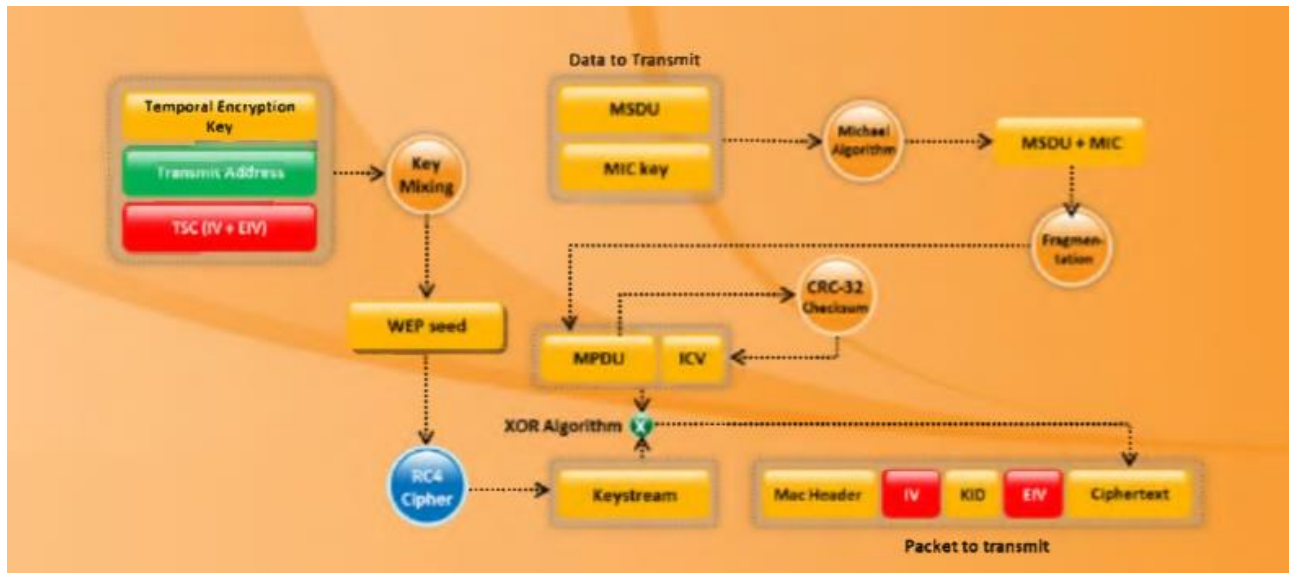 Data to Transmit
Temporal Encryption
Key
Transmit Address
TSC (IV + EIV)
Key
Mixing
MSDU
MIC key
Michael
Algorithm
MSDU + MIC
Fragmen-
tation
CRC-32
Checksum
WEP seed
MPDU
ICV
XOR Algorithm
X
RC4
Cipher
Keystream
Mac Header
IV
KID
EIV
Ciphertext
Packet to transmit